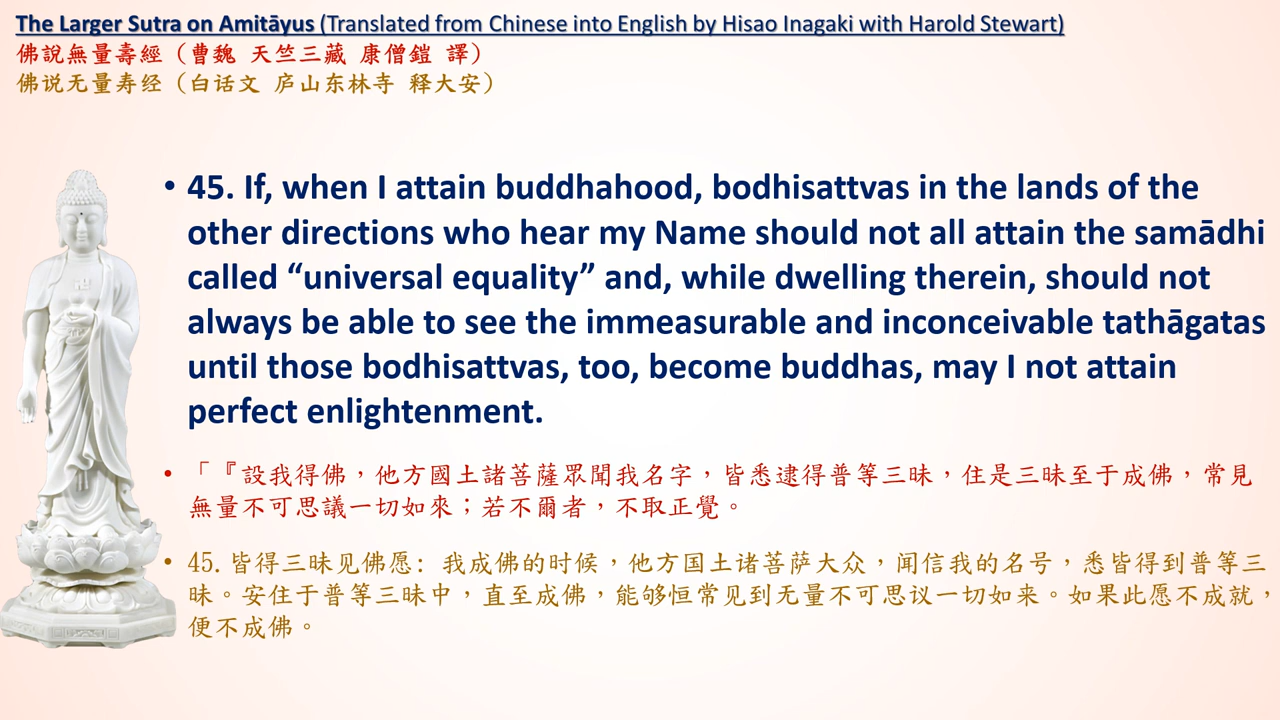 The Larger Sutra on Amitāyus (Translated from Chinese into English by Hisao Inagaki with Harold Stewart)
佛說無量壽經（曹魏 天竺三藏 康僧鎧 譯）
佛说无量寿经（白话文 庐山东林寺 释大安）
• 45. If, when I attain buddhahood, bodhisattvas in the lands of the
other directions who hear my Name should not all attain the samādhi
called “universal equality” and, while dwelling therein, should not
always be able to see the immeasurable and inconceivable tathāgatas
until those bodhisattvas, too, become buddhas, may I not attain
perfect enlightenment.
• 「『設我得佛，他方國土諸菩薩眾聞我名字，皆悉逮得普等三昧，住是三昧至于成佛，常見
無量不可思議一切如來；若不爾者，不取正覺。
• 45. 皆得三昧见佛愿: 我成佛的时候，他方国土诸菩萨大众，闻信我的名号，悉皆得到普等三
昧。安住于普等三昧中，直至成佛，能够恒常见到无量不可思议一切如来。如果此愿不成就，
便不成佛。